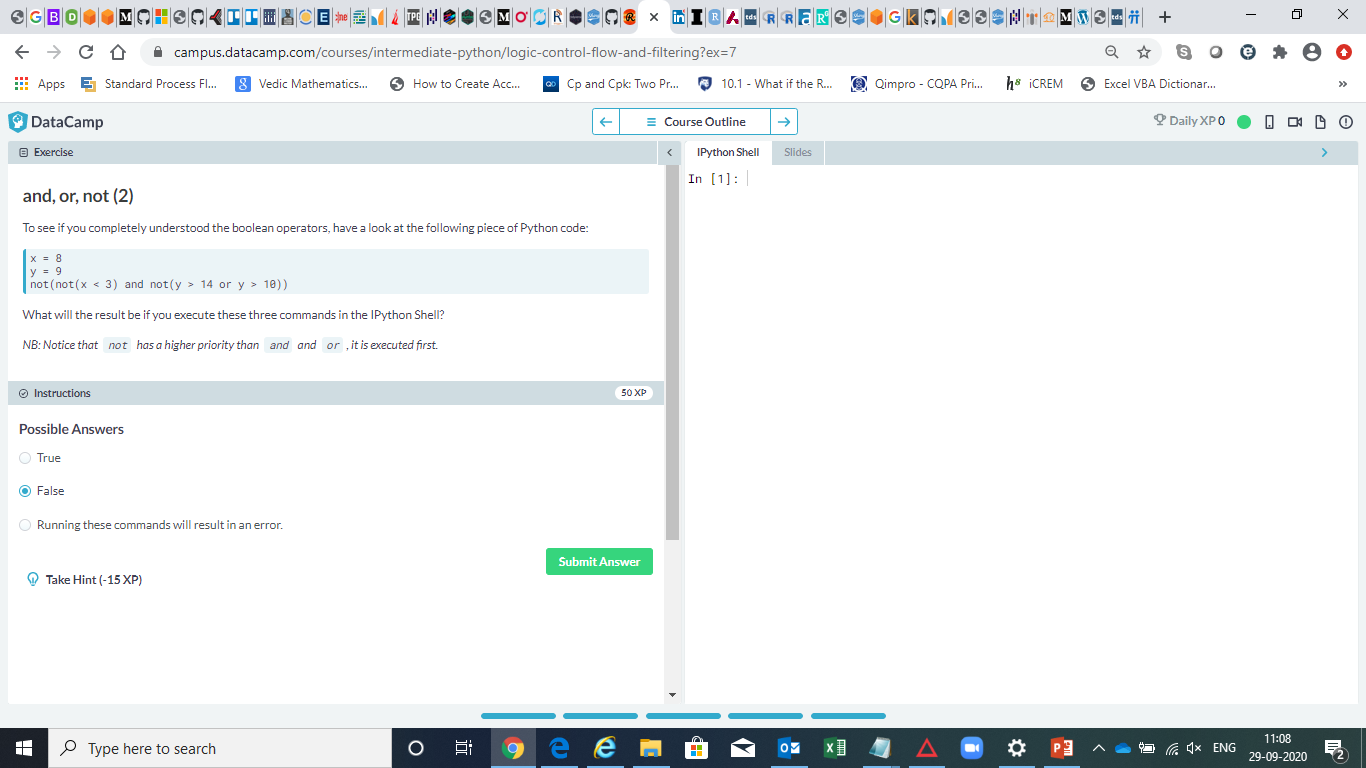 campus.datacamp.com/courses/intermediate-python/logic-control-flow-and-filtering?ex=7
Apps Standard Process Fl... Vedic Mathematics... How to Create Acc... Cp and Cpk: Two Pr... 10.1 - What if the R... Qimpro - CQPA Pri... iCREM Excel VBA Dictionar... »
DataCamp
Course Outline
Daily XP 0
Exercise
IPython Shell Slides
In [1]:
and, or, not (2)
To see if you completely understood the boolean operators, have a look at the following piece of Python code:
x = 8
y = 9
not(not(x < 3) and not(y > 14 or y > 10))
What will the result be if you execute these three commands in the IPython Shell?
NB: Notice that not has a higher priority than and and or , it is executed first.
Instructions 50 XP
Possible Answers
True
False
Running these commands will result in an error.
Submit Answer
Take Hint (-15 XP)
Type here to search
ENG
11:08
29-09-2020
2